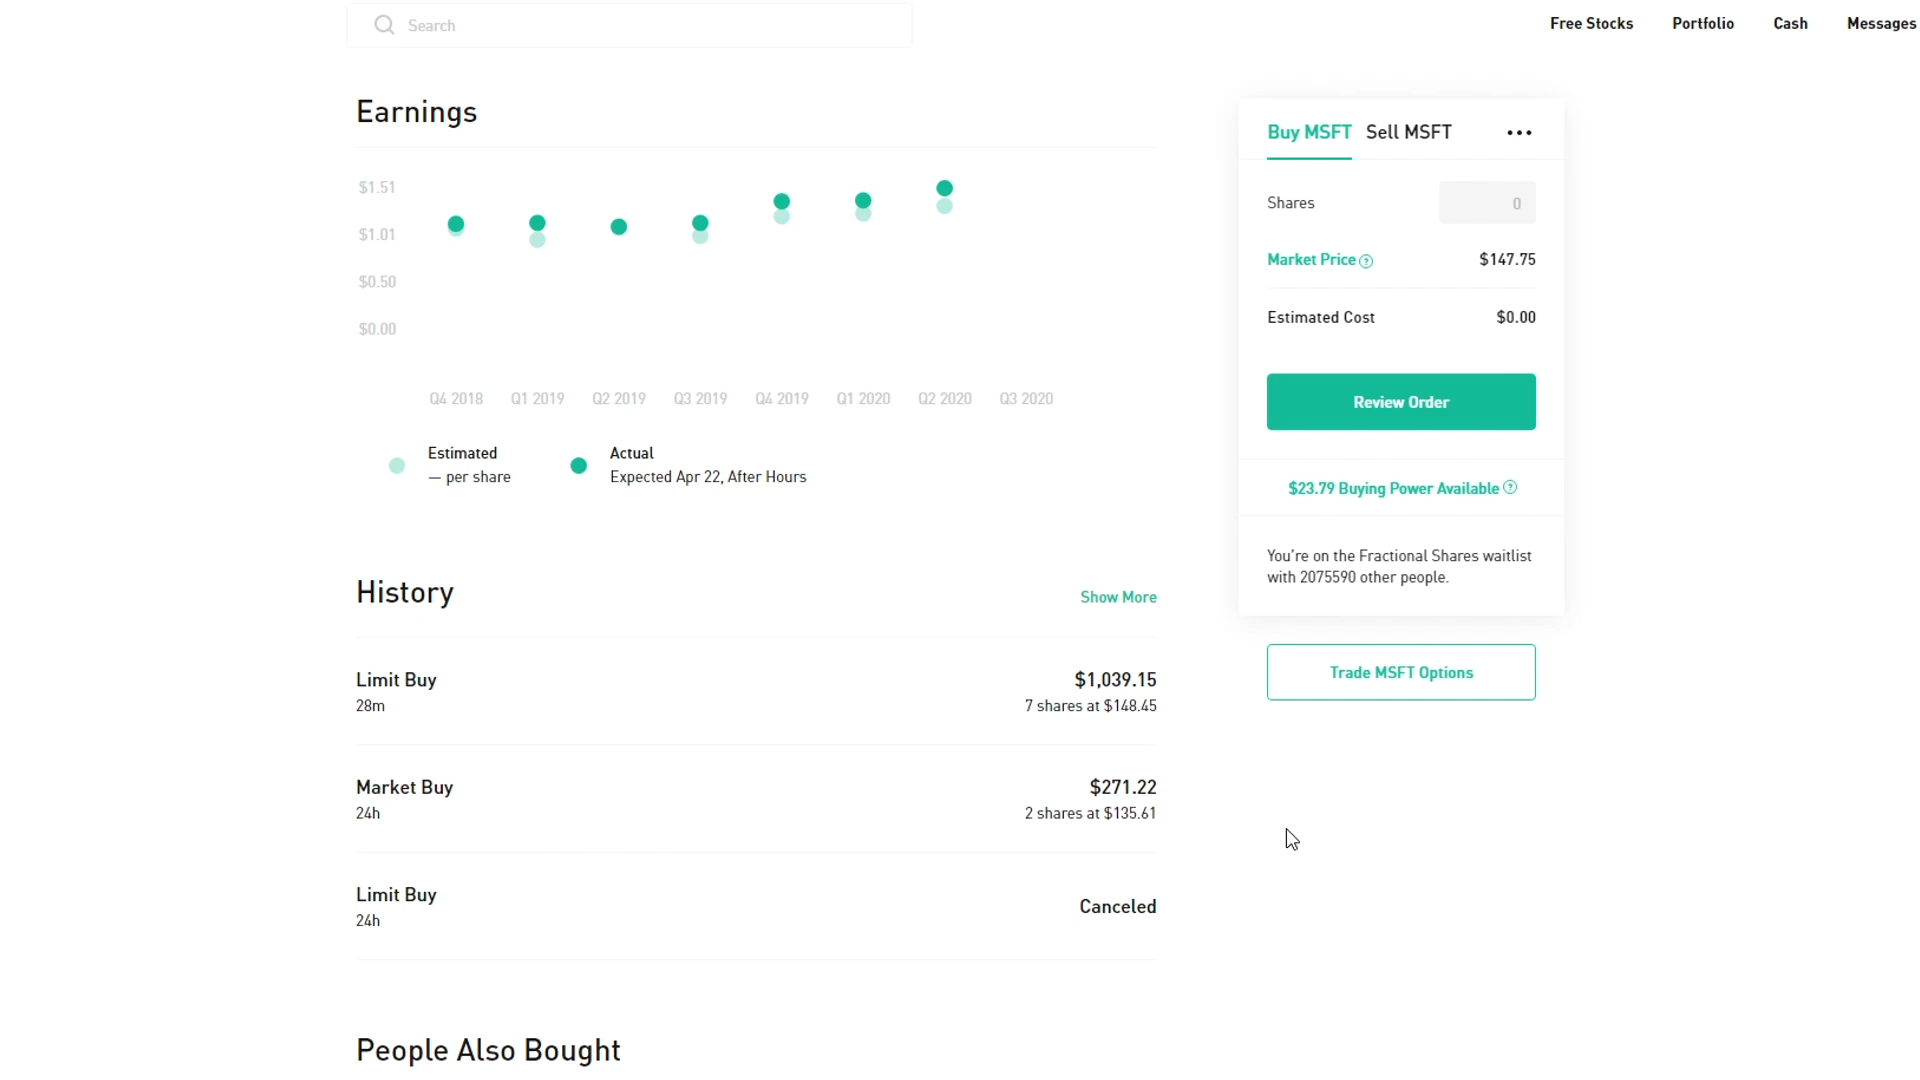 Search
Free Stocks
Portfolio
Cash
Messages
Earnings
$1.51
$1.01
$0.50
$0.00
Q4 2018
Q1 2019
Q2 2019
Q3 2019
Q4 2019
Q1 2020
Q2 2020
Q3 2020
Estimated
— per share
Actual
Expected Apr 22, After Hours
History
Show More
Limit Buy
28m
$1,039.15
7 shares at $148.45
Market Buy
24h
$271.22
2 shares at $135.61
Limit Buy
24h
Canceled
People Also Bought
Buy MSFT
Sell MSFT
Shares
0
Market Price ?
$147.75
Estimated Cost
$0.00
Review Order
$23.79 Buying Power Available ?
You're on the Fractional Shares waitlist
with 2075590 other people.
Trade MSFT Options